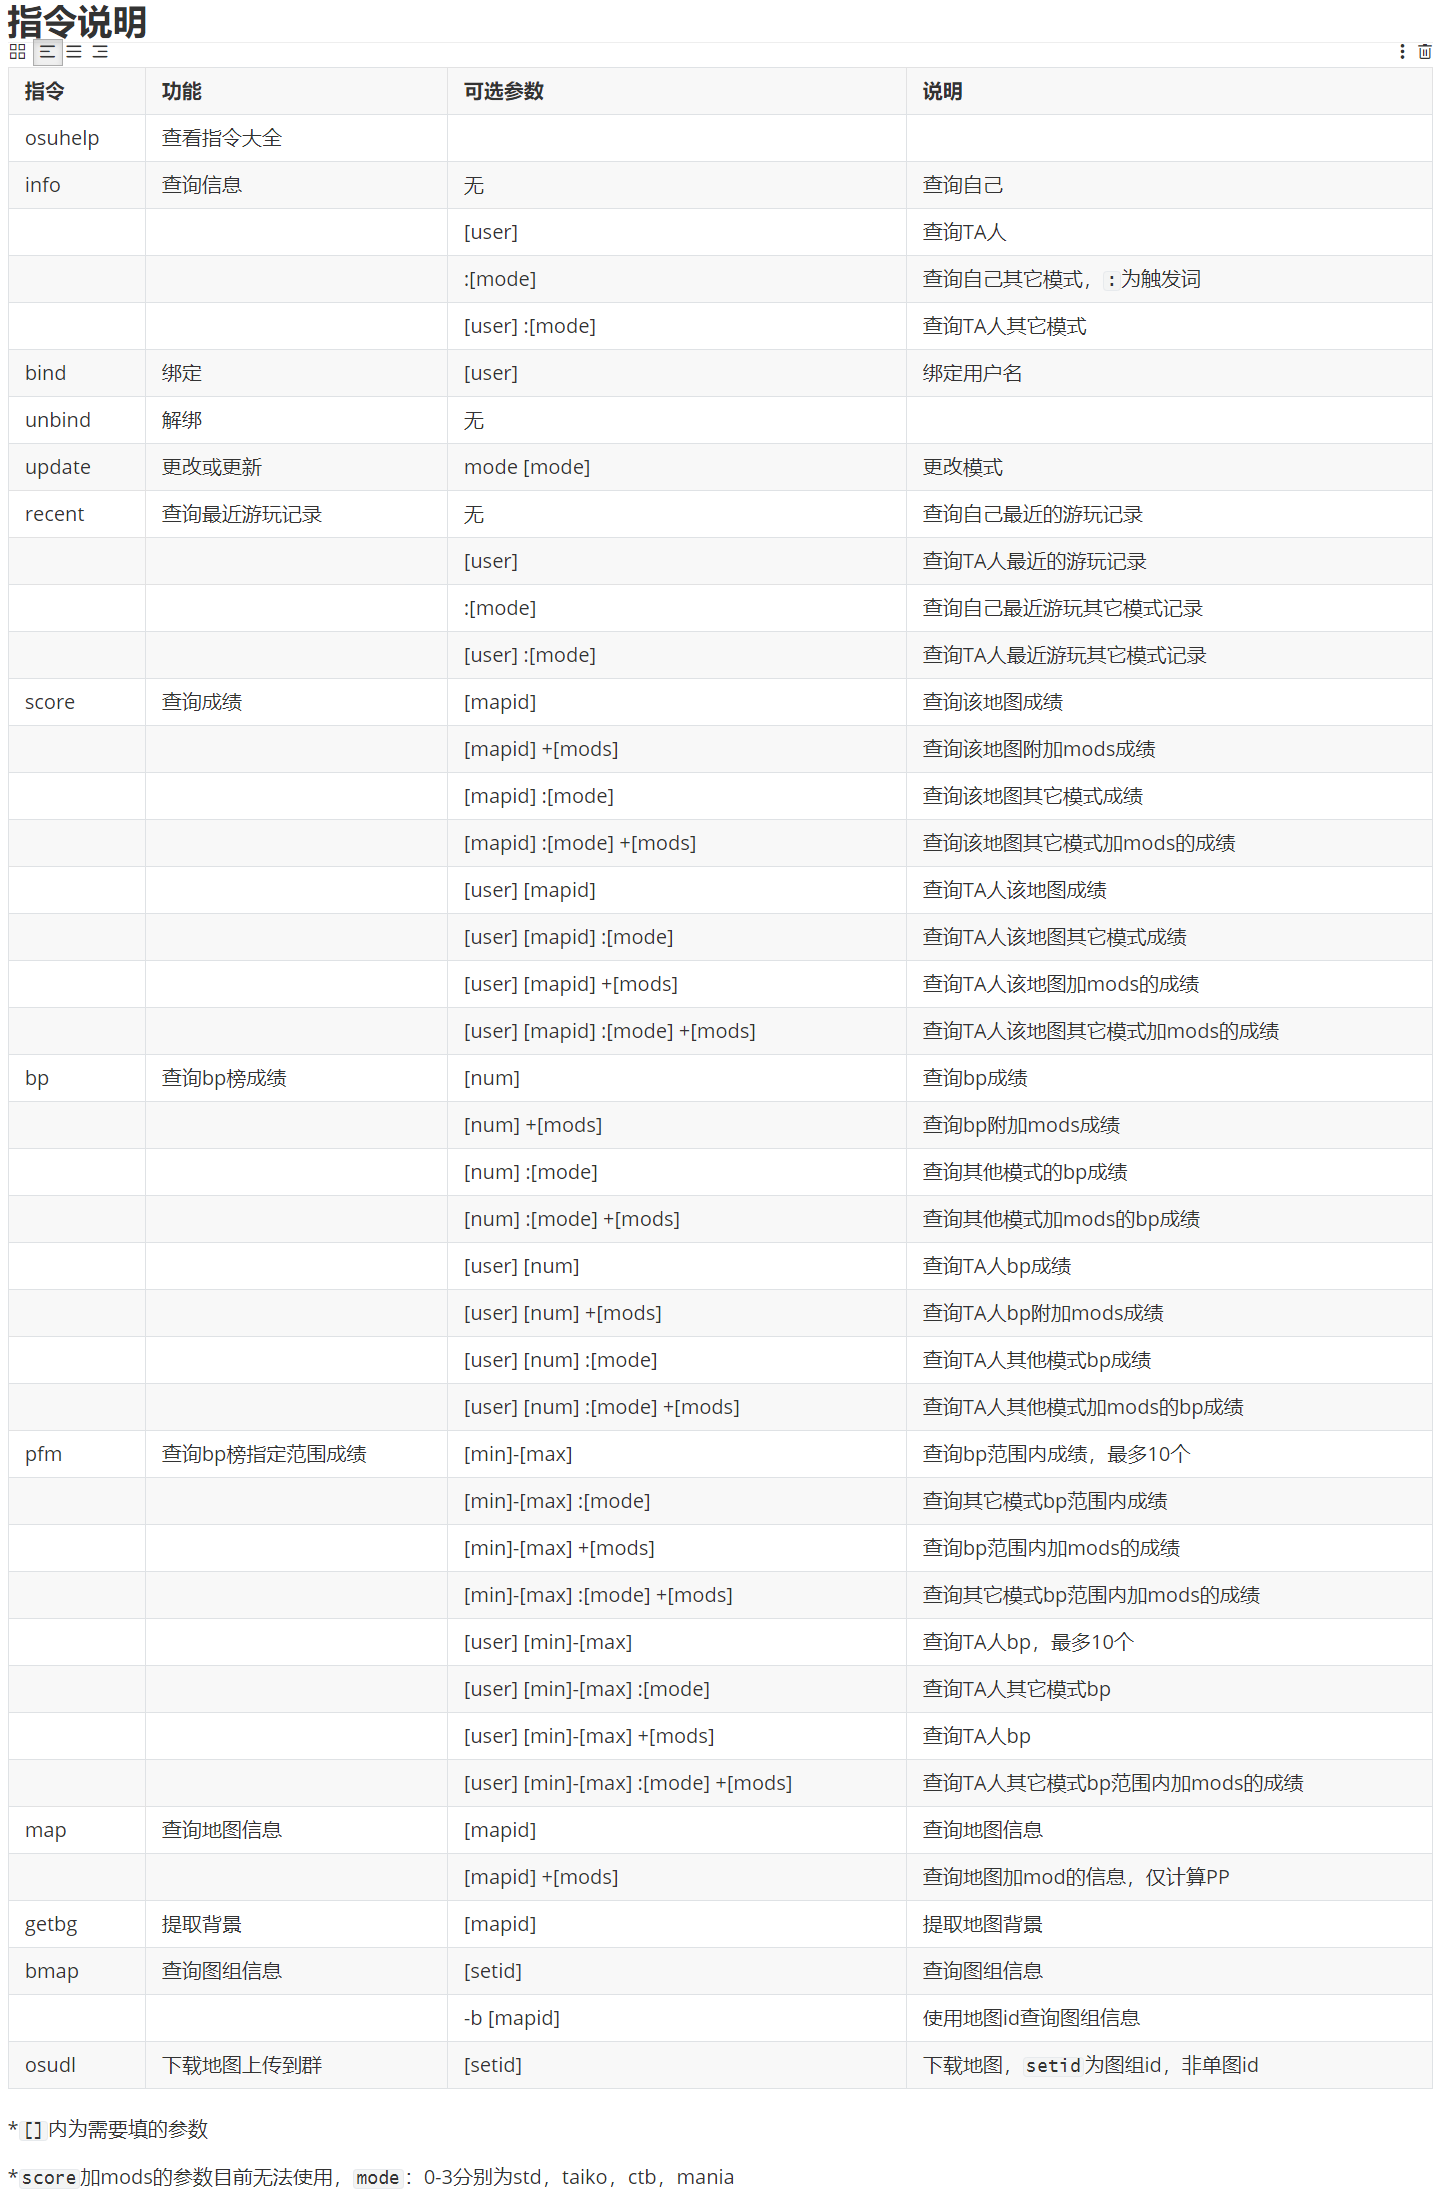 指令说明
指令 功能 可选参数 说明
osuhelp 查看指令大全
info 查询信息 无 查询自己
[user] 查询TA人
:[mode] 查询自己其它模式，:为触发词
[user] :[mode] 查询TA人其它模式
bind 绑定 [user] 绑定用户名
unbind 解绑 无
update 更改或更新 mode [mode] 更改模式
recent 查询最近游玩记录 无 查询自己最近的游玩记录
[user] 查询TA人最近的游玩记录
:[mode] 查询自己最近游玩其它模式记录
[user] :[mode] 查询TA人最近游玩其它模式记录
score 查询成绩 [mapid] 查询该地图成绩
[mapid] +[mods] 查询该地图附加mods成绩
[mapid] :[mode] 查询该地图其它模式成绩
[mapid] :[mode] +[mods] 查询该地图其它模式加mods的成绩
[user] [mapid] 查询TA人该地图成绩
[user] [mapid] :[mode] 查询TA人该地图其它模式成绩
[user] [mapid] +[mods] 查询TA人该地图加mods的成绩
[user] [mapid] :[mode] +[mods] 查询TA人该地图其它模式加mods的成绩
bp 查询bp榜成绩 [num] 查询bp成绩
[num] +[mods] 查询bp附加mods成绩
[num] :[mode] 查询其他模式的bp成绩
[num] :[mode] +[mods] 查询其他模式加mods的bp成绩
[user] [num] 查询TA人bp成绩
[user] [num] +[mods] 查询TA人bp附加mods成绩
[user] [num] :[mode] 查询TA人其他模式bp成绩
[user] [num] :[mode] +[mods] 查询TA人其他模式加mods的bp成绩
pfm 查询bp榜指定范围成绩 [min]-[max] 查询bp范围内成绩，最多10个
[min]-[max] :[mode] 查询其它模式bp范围内成绩
[min]-[max] +[mods] 查询bp范围内加mods的成绩
[min]-[max] :[mode] +[mods] 查询其它模式bp范围内加mods的成绩
[user] [min]-[max] 查询TA人bp，最多10个
[user] [min]-[max] :[mode] 查询TA人其它模式bp
[user] [min]-[max] +[mods] 查询TA人bp
[user] [min]-[max] :[mode] +[mods] 查询TA人其它模式bp范围内加mods的成绩
map 查询地图信息 [mapid] 查询地图信息
[mapid] +[mods] 查询地图加mod的信息，仅计算PP
getbg 提取背景 [mapid] 提取地图背景
bmap 查询图组信息 [setid] 查询图组信息
-b [mapid] 使用地图id查询图组信息
osudl 下载地图上传到群 [setid] 下载地图，setid为图组id，非单图id
*[]内为需要填的参数
*score加mods的参数目前无法使用，mode：0-3分别为std，taiko，ctb，mania